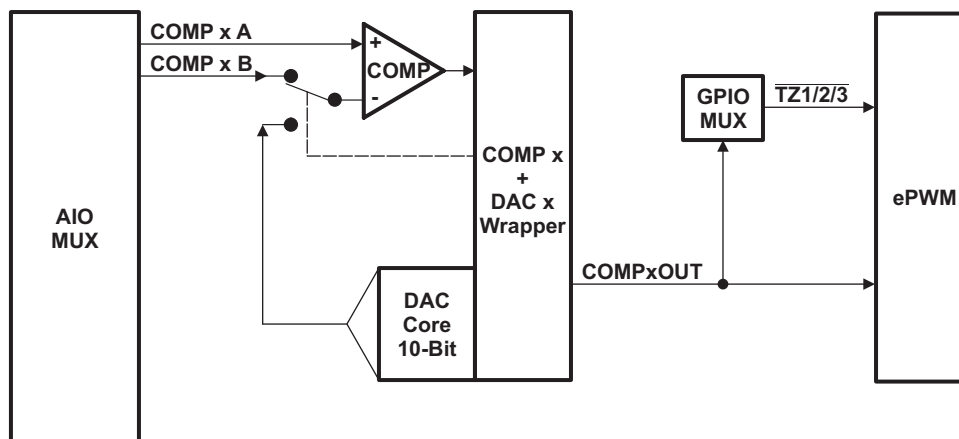 COMP x A
COMP x B
+
COMP
-
AIO
MUX
COMP x
+
DAC x
Wrapper
DAC
Core
10-Bit
COMPxOUT
GPIO
MUX
TZ1/2/3
ePWM